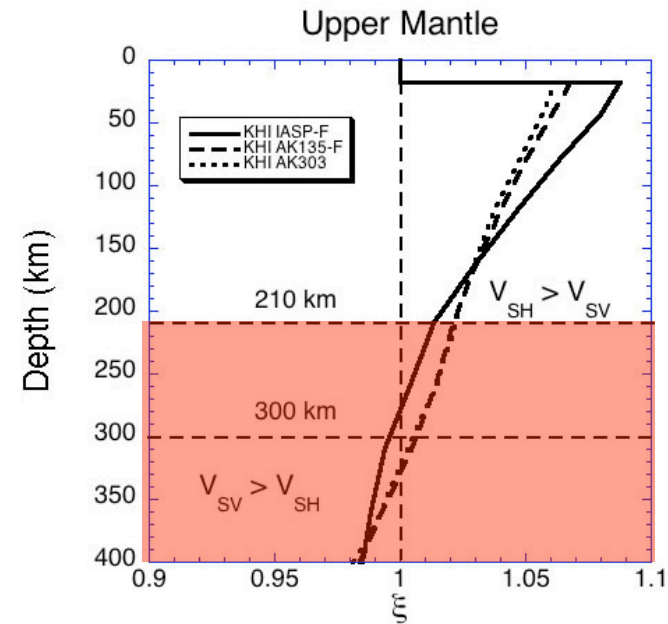 Upper Mantle
0
50
100
150
200
250
300
350
400
Depth (km)
KHI IASP-F
KHI AK135-F
KHI AK303
210 km
V_SH > V_SV
300 km
V_SV > V_SH
0.9 0.95 1 1.05 1.1
ξ